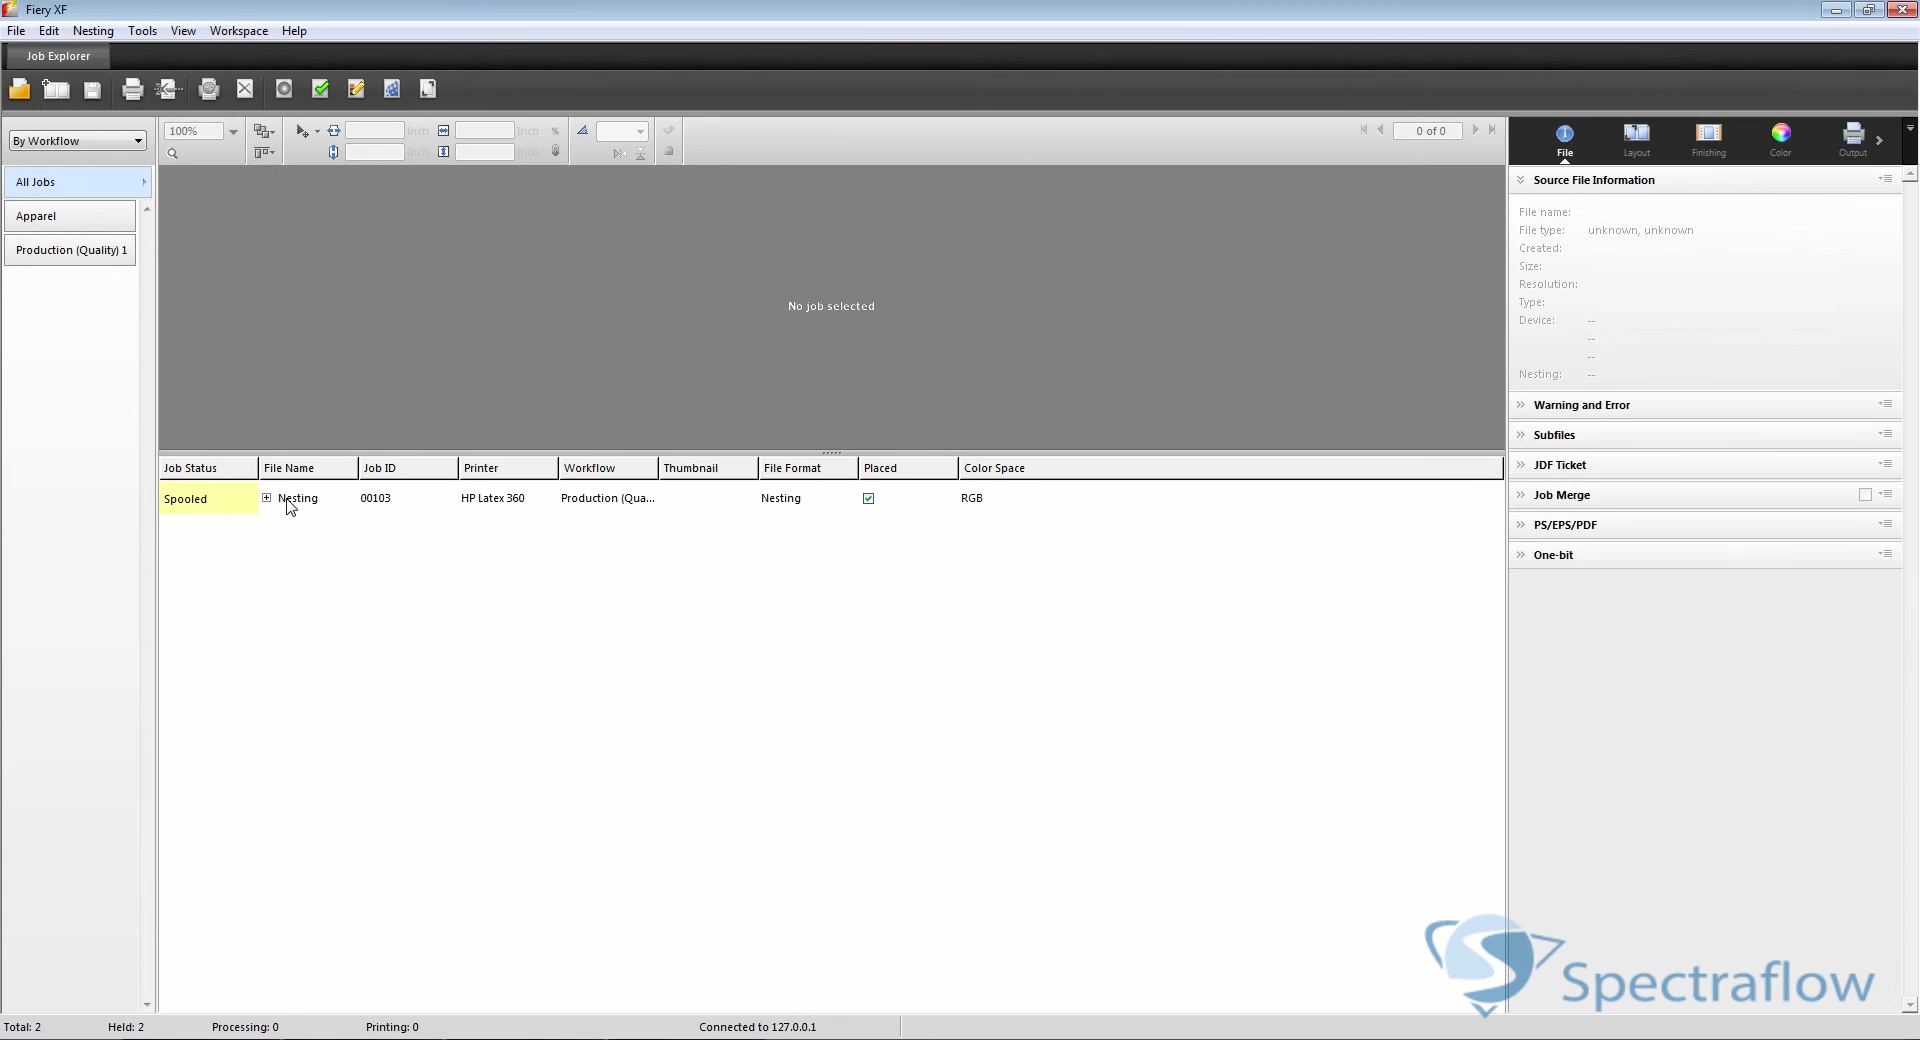 Fiery XF
File Edit Nesting Tools View Workspace Help
Job Explorer
By Workflow
100%
Inch
Inch
%
Inch
Inch
0 of 0
File
Layout
Finishing
Color
Output
All Jobs
Apparel
Production (Quality) 1
No job selected
Source File Information
File name:
File type: unknown, unknown
Created:
Size:
Resolution:
Type:
Device: --
--
--
Nesting: --
Warning and Error
Subfiles
JDF Ticket
Job Merge
PS/EPS/PDF
One-bit
Job Status File Name Job ID Printer Workflow Thumbnail File Format Placed Color Space
Spooled Nesting 00103 HP Latex 360 Production (Qua... Nesting RGB
Spectraflow
Total: 2 Held: 2 Processing: 0 Printing: 0 Connected to 127.0.0.1